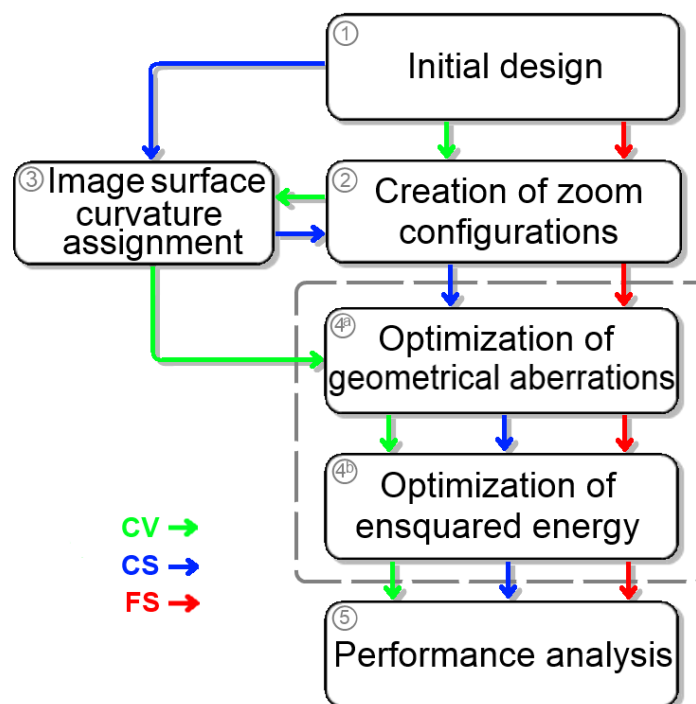 1
Initial design
3
Image surface
curvature
assignment
2
Creation of zoom
configurations
4a
Optimization of
geometrical aberrations
4b
Optimization of
ensquared energy
CV
CS
FS
5
Performance analysis